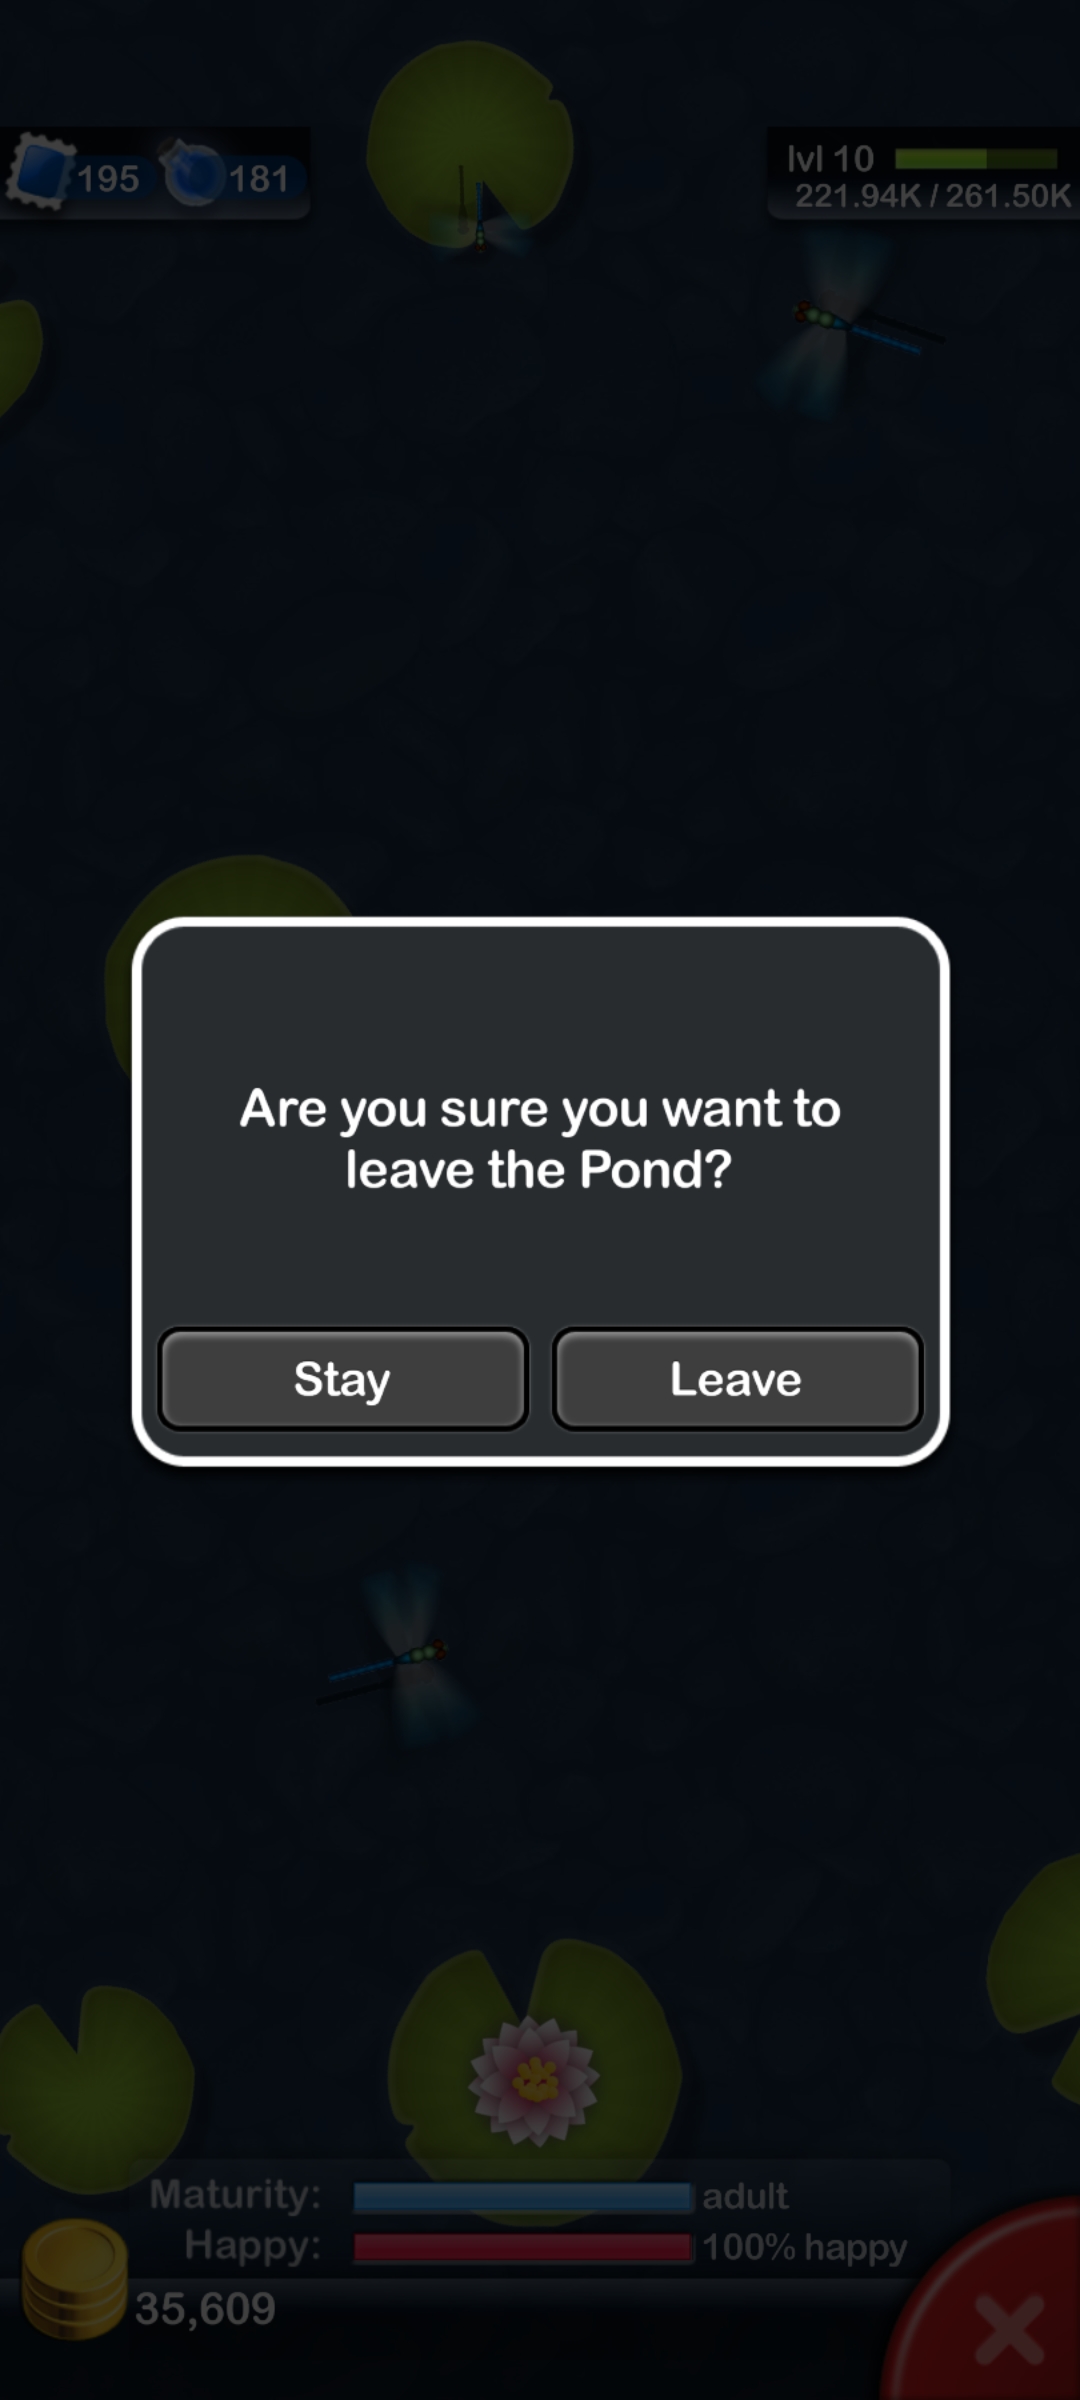 195 181
lvl 10
221.94K / 261.50K
Are you sure you want to
leave the Pond?
Stay Leave
Maturity: adult
Happy: 100% happy
35,609